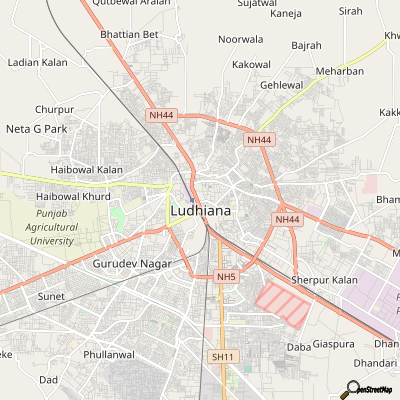 Qutbewal Araian
Sujatwal
Kaneja
Sirah
Bhattian Bet
Noorwala
Bajrah
Khw
Ladian Kalan
Kakowal
Meharban
Gehlewal
Churpur
NH44
Kakk
Neta G Park
NH44
Haibowal Kalan
Haibowal Khurd
Bham
Punjab
Agricultural
University
Ludhiana
NH44
M
Gurudev Nagar
NH5
Sherpur Kalan
Sunet
SH11
Daba
Giaspura
Dhan
eke
Phullanwal
Dhandari
Dad
OpenStreetMap